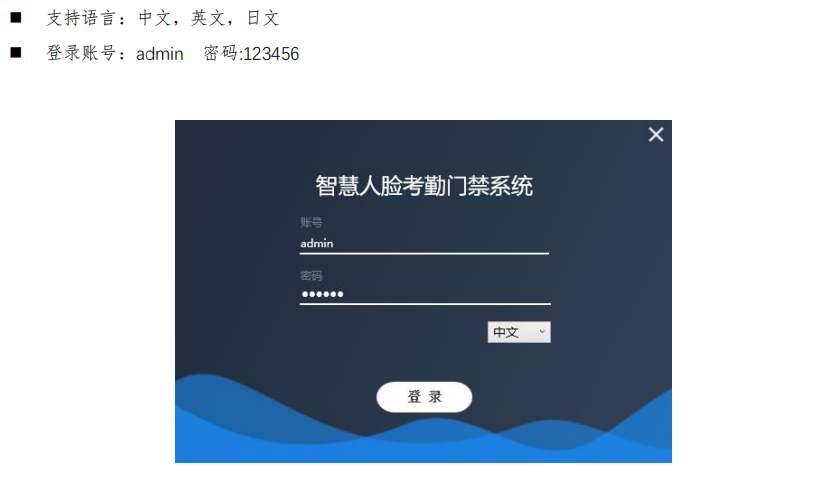 ■ 支持语言：中文，英文，日文
■ 登录账号：admin 密码:123456
智慧人脸考勤门禁系统
账号
admin
密码
••••••
中文
登 录